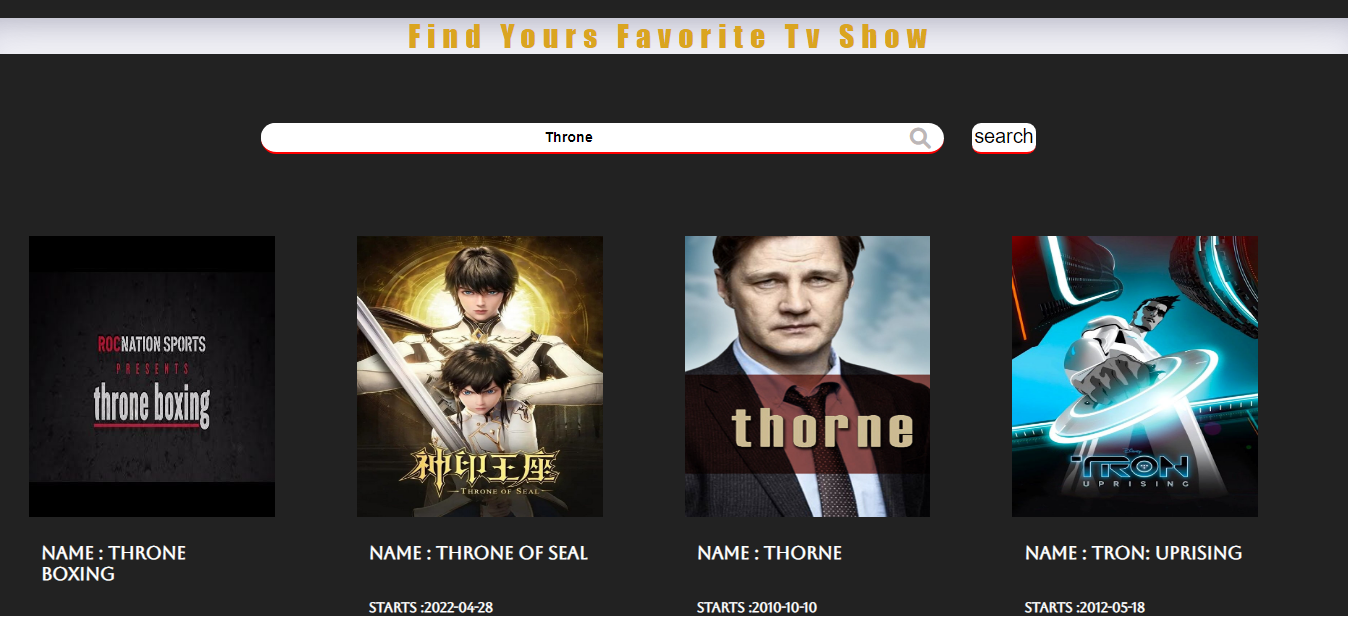 Find Yours Favorite Tv Show
Throne
search
ROCNATION SPORTS
PRESENTS
throne boxing
神印王座
THRONE OF SEAL
thorne
Disney
TRON
UPRISING
NAME : THRONE
BOXING
NAME : THRONE OF SEAL
NAME : THORNE
NAME : TRON: UPRISING
STARTS :2022-04-28
STARTS :2010-10-10
STARTS :2012-05-18